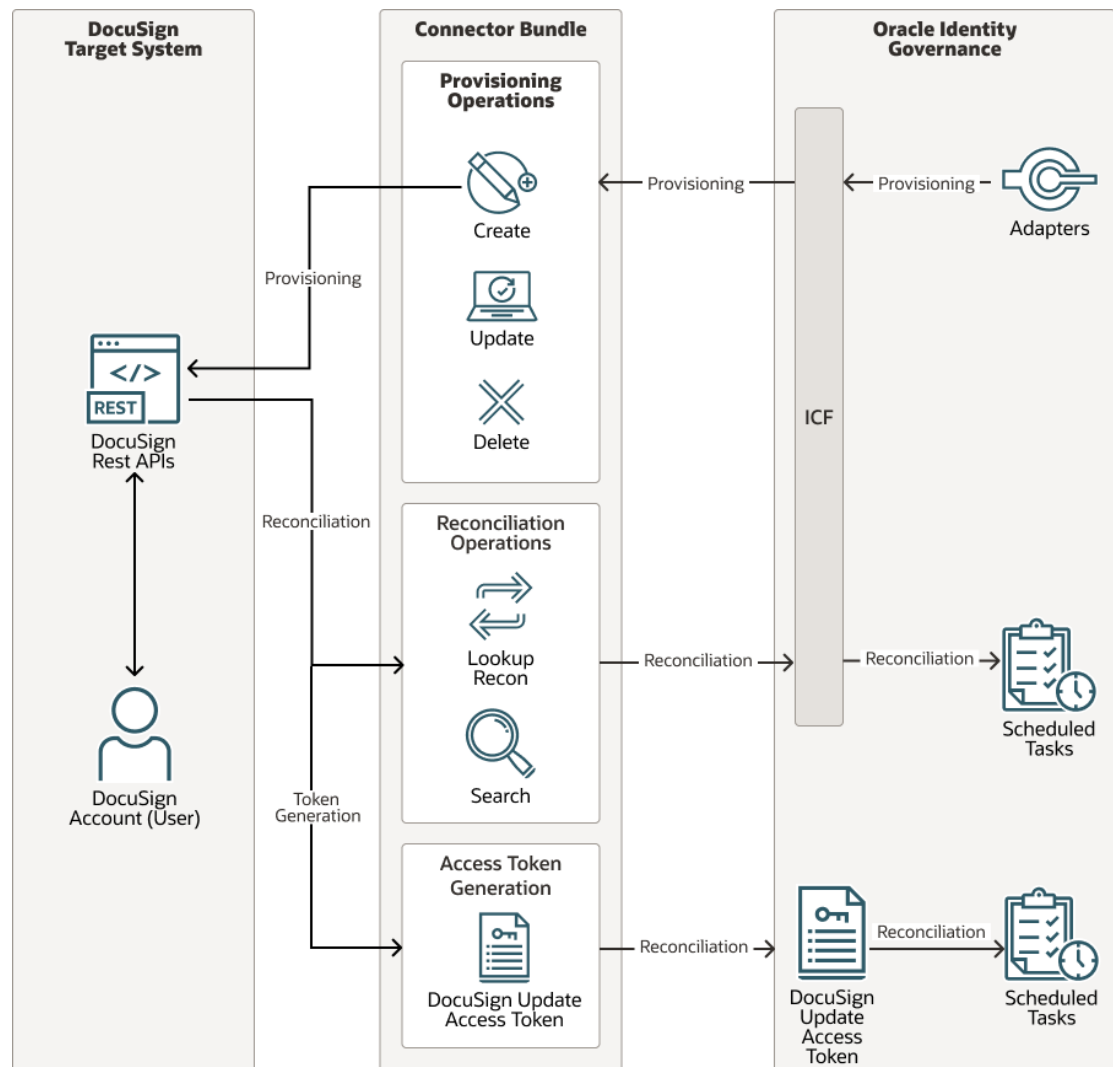 DocuSign
Target System
Connector Bundle
Oracle Identity
Governance
Provisioning
Operations
Create
Update
Delete
Provisioning
Provisioning
Adapters
Provisioning
</>
REST
DocuSign
Rest APIs
ICF
Reconciliation
Reconciliation
Operations
Lookup
Recon
Search
Reconciliation
Reconciliation
Scheduled
Tasks
DocuSign
Account (User)
Token
Generation
Access Token
Generation
DocuSign Update
Access Token
Reconciliation
DocuSign
Update
Access
Token
Reconciliation
Scheduled
Tasks